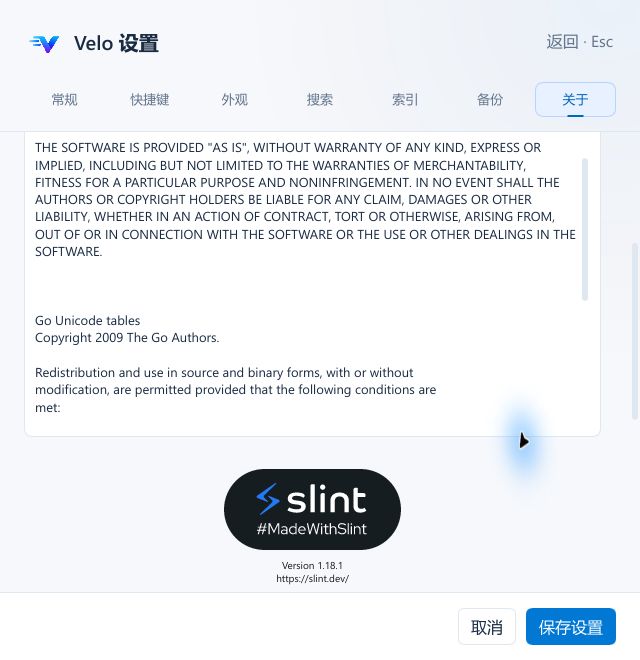 Velo 设置
返回 · Esc
常规
快捷键
外观
搜索
索引
备份
关于
THE SOFTWARE IS PROVIDED "AS IS", WITHOUT WARRANTY OF ANY KIND, EXPRESS OR
IMPLIED, INCLUDING BUT NOT LIMITED TO THE WARRANTIES OF MERCHANTABILITY,
FITNESS FOR A PARTICULAR PURPOSE AND NONINFRINGEMENT. IN NO EVENT SHALL THE
AUTHORS OR COPYRIGHT HOLDERS BE LIABLE FOR ANY CLAIM, DAMAGES OR OTHER
LIABILITY, WHETHER IN AN ACTION OF CONTRACT, TORT OR OTHERWISE, ARISING FROM,
OUT OF OR IN CONNECTION WITH THE SOFTWARE OR THE USE OR OTHER DEALINGS IN THE
SOFTWARE.
Go Unicode tables
Copyright 2009 The Go Authors.
Redistribution and use in source and binary forms, with or without
modification, are permitted provided that the following conditions are
met:
slint
#MadeWithSlint
Version 1.18.1
https://slint.dev/
取消
保存设置